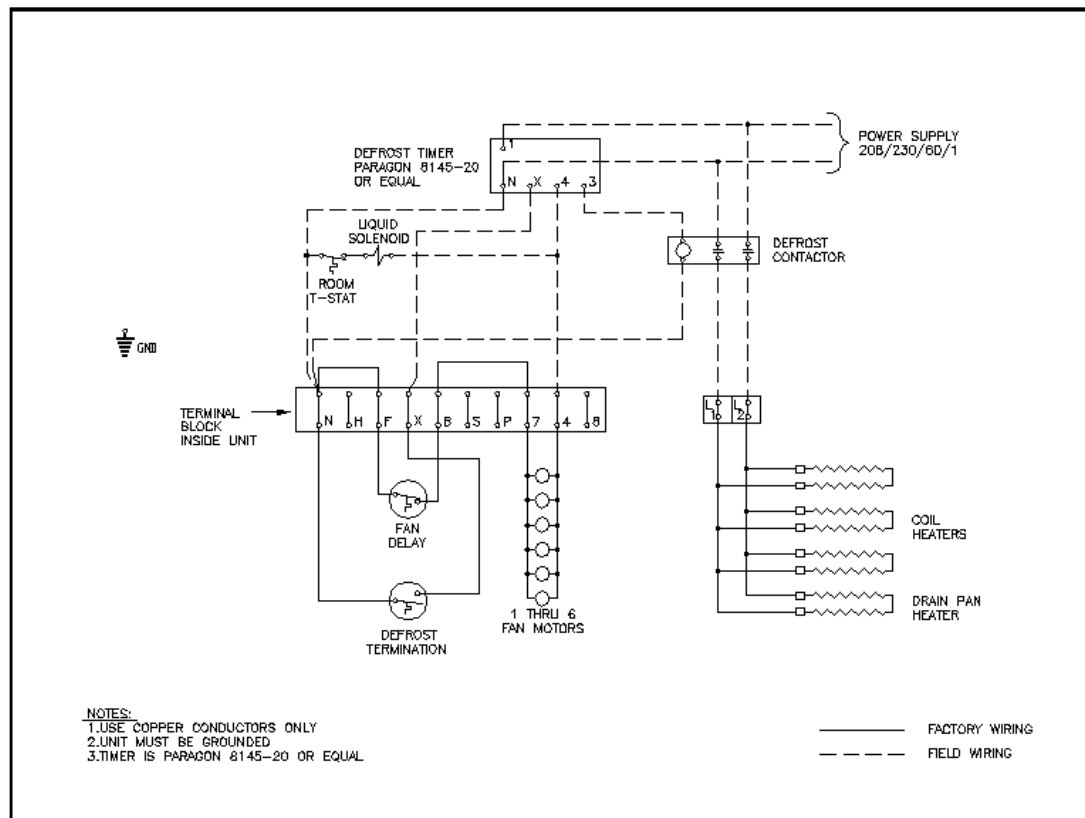 DEFROST TIMER
PARAGON 8145-20
OR EQUAL
1
N X 4 3
POWER SUPPLY
208/230/60/1
LIQUID
SOLENOID
ROOM
T-STAT
DEFROST
CONTACTOR
GND
TERMINAL
BLOCK
INSIDE UNIT
N H F X B S P 7 4 8
L1 L2
FAN
DELAY
DEFROST
TERMINATION
1 THRU 6
FAN MOTORS
COIL
HEATERS
DRAIN PAN
HEATER
NOTES:
1.USE COPPER CONDUCTORS ONLY
2.UNIT MUST BE GROUNDED
3.TIMER IS PARAGON 8145-20 OR EQUAL
FACTORY WIRING
FIELD WIRING